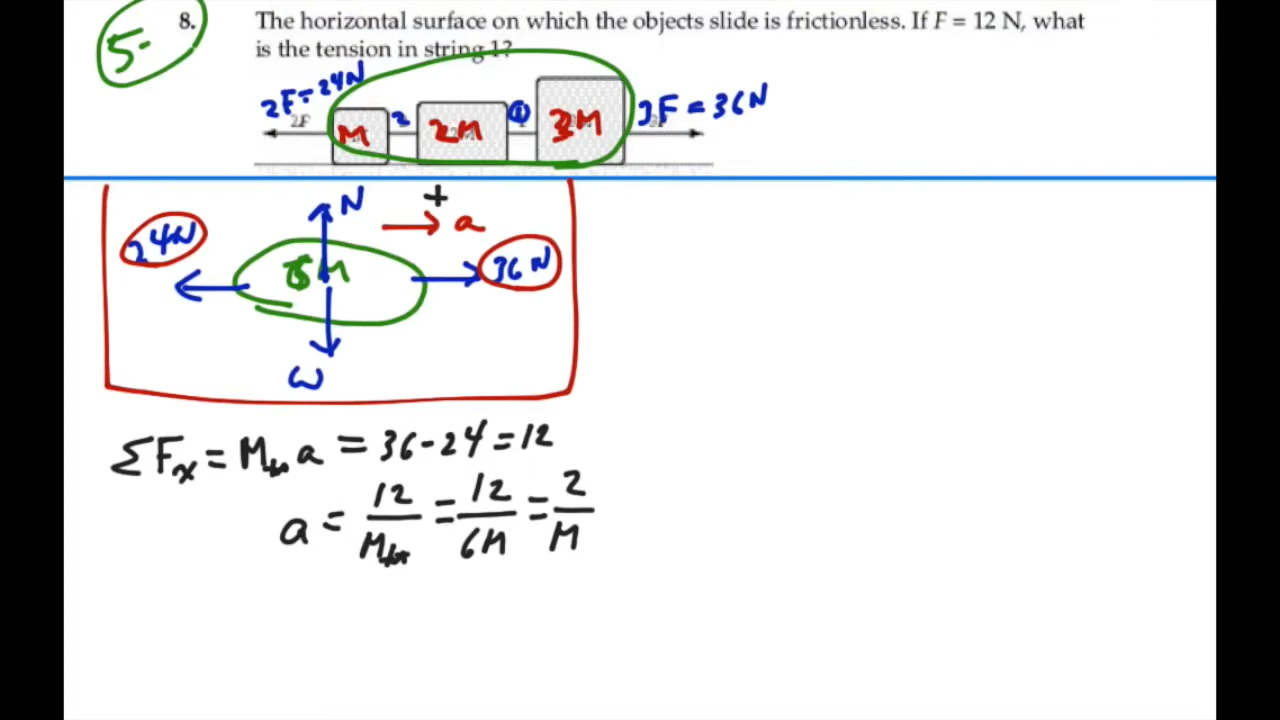 5-
8. The horizontal surface on which the objects slide is frictionless. If F = 12 N, what
is the tension in string 1?
2F = 24N
2F
M
2
2M
1
3M
3F = 36N
N
+
a
24N
6M
36N
W
ΣFx = Mtot a = 36 - 24 = 12
a = 12/Mtot = 12/6M = 2/M